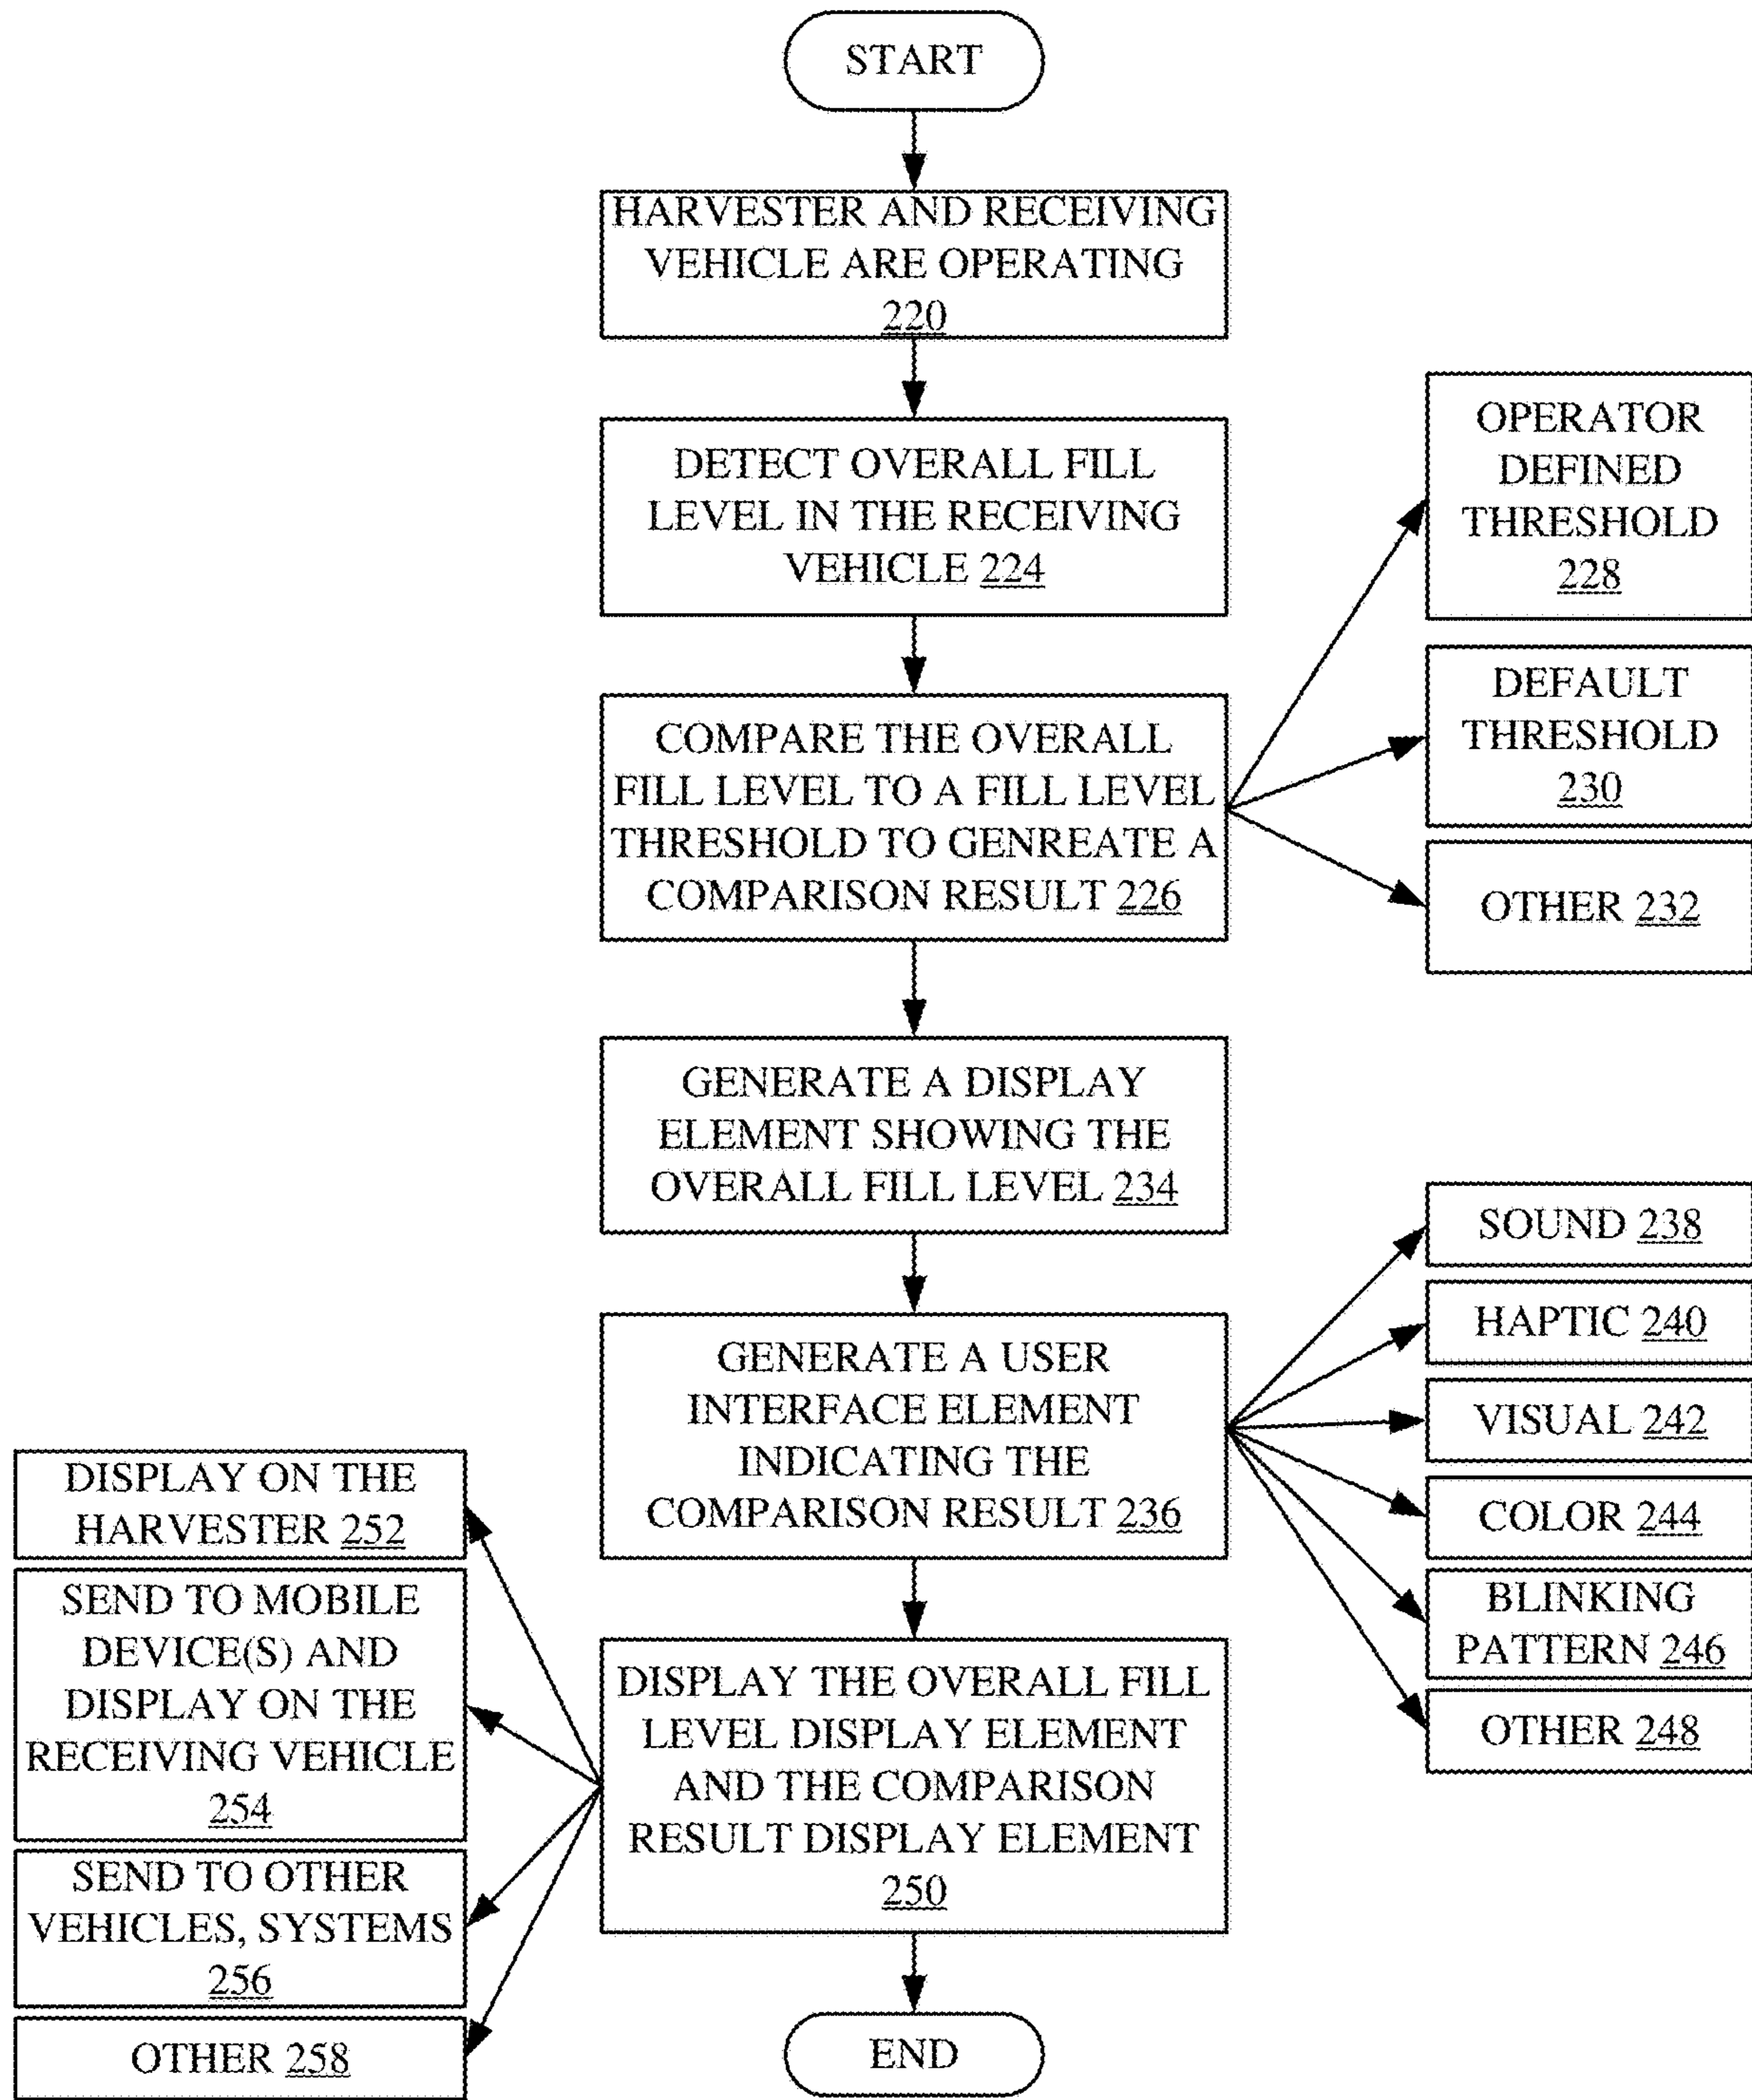 START
HARVESTER AND RECEIVING
VEHICLE ARE OPERATING
220
DETECT OVERALL FILL
LEVEL IN THE RECEIVING
VEHICLE 224
COMPARE THE OVERALL
FILL LEVEL TO A FILL LEVEL
THRESHOLD TO GENREATE A
COMPARISON RESULT 226
OPERATOR
DEFINED
THRESHOLD
228
DEFAULT
THRESHOLD
230
OTHER 232
GENERATE A DISPLAY
ELEMENT SHOWING THE
OVERALL FILL LEVEL 234
GENERATE A USER
INTERFACE ELEMENT
INDICATING THE
COMPARISON RESULT 236
SOUND 238
HAPTIC 240
VISUAL 242
COLOR 244
BLINKING
PATTERN 246
OTHER 248
DISPLAY THE OVERALL FILL
LEVEL DISPLAY ELEMENT
AND THE COMPARISON
RESULT DISPLAY ELEMENT
250
DISPLAY ON THE
HARVESTER 252
SEND TO MOBILE
DEVICE(S) AND
DISPLAY ON THE
RECEIVING VEHICLE
254
SEND TO OTHER
VEHICLES, SYSTEMS
256
OTHER 258
END